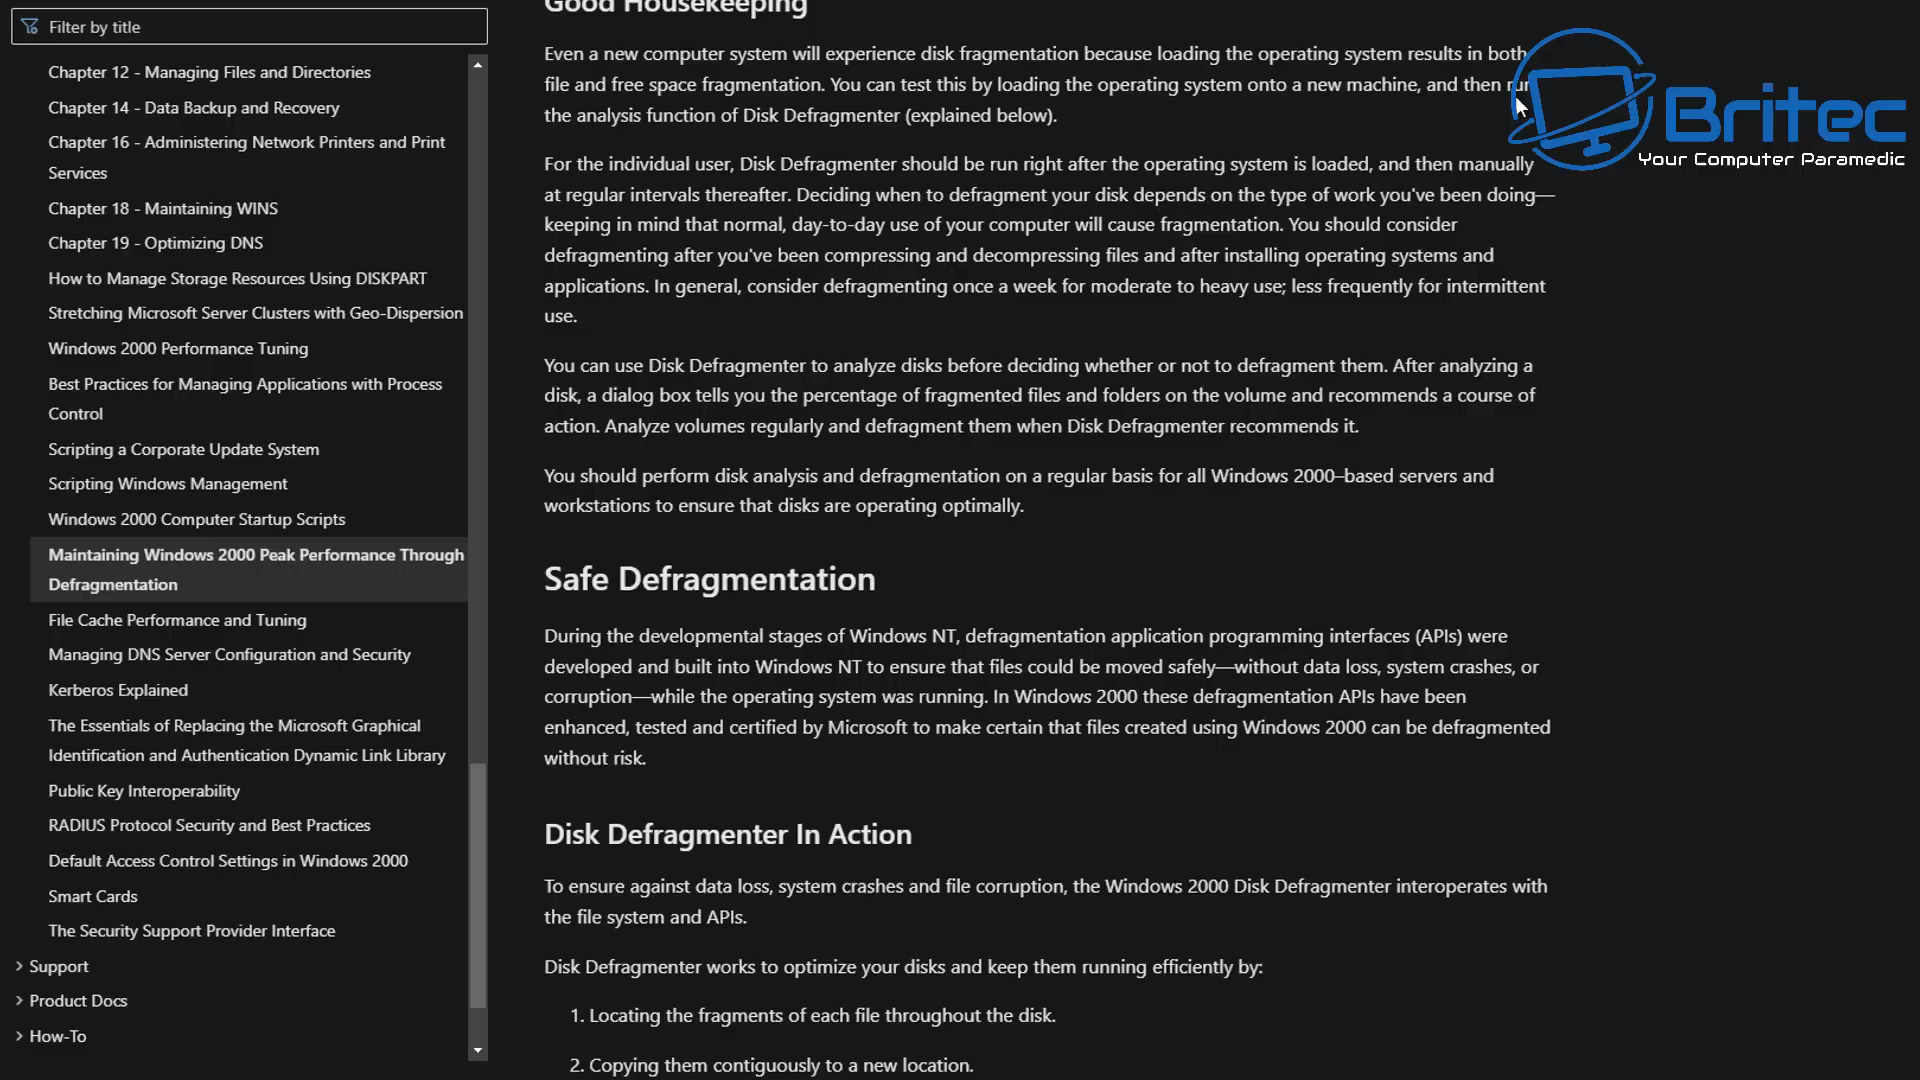 Filter by title
Chapter 12 - Managing Files and Directories
Chapter 14 - Data Backup and Recovery
Chapter 16 - Administering Network Printers and Print
Services
Chapter 18 - Maintaining WINS
Chapter 19 - Optimizing DNS
How to Manage Storage Resources Using DISKPART
Stretching Microsoft Server Clusters with Geo-Dispersion
Windows 2000 Performance Tuning
Best Practices for Managing Applications with Process
Control
Scripting a Corporate Update System
Scripting Windows Management
Windows 2000 Computer Startup Scripts
Maintaining Windows 2000 Peak Performance Through
Defragmentation
File Cache Performance and Tuning
Managing DNS Server Configuration and Security
Kerberos Explained
The Essentials of Replacing the Microsoft Graphical
Identification and Authentication Dynamic Link Library
Public Key Interoperability
RADIUS Protocol Security and Best Practices
Default Access Control Settings in Windows 2000
Smart Cards
The Security Support Provider Interface
Support
Product Docs
How-To
Good Housekeeping
Even a new computer system will experience disk fragmentation because loading the operating system results in both
file and free space fragmentation. You can test this by loading the operating system onto a new machine, and then run
the analysis function of Disk Defragmenter (explained below).
For the individual user, Disk Defragmenter should be run right after the operating system is loaded, and then manually
at regular intervals thereafter. Deciding when to defragment your disk depends on the type of work you've been doing—
keeping in mind that normal, day-to-day use of your computer will cause fragmentation. You should consider
defragmenting after you've been compressing and decompressing files and after installing operating systems and
applications. In general, consider defragmenting once a week for moderate to heavy use; less frequently for intermittent
use.
You can use Disk Defragmenter to analyze disks before deciding whether or not to defragment them. After analyzing a
disk, a dialog box tells you the percentage of fragmented files and folders on the volume and recommends a course of
action. Analyze volumes regularly and defragment them when Disk Defragmenter recommends it.
You should perform disk analysis and defragmentation on a regular basis for all Windows 2000–based servers and
workstations to ensure that disks are operating optimally.
Safe Defragmentation
During the developmental stages of Windows NT, defragmentation application programming interfaces (APIs) were
developed and built into Windows NT to ensure that files could be moved safely—without data loss, system crashes, or
corruption—while the operating system was running. In Windows 2000 these defragmentation APIs have been
enhanced, tested and certified by Microsoft to make certain that files created using Windows 2000 can be defragmented
without risk.
Disk Defragmenter In Action
To ensure against data loss, system crashes and file corruption, the Windows 2000 Disk Defragmenter interoperates with
the file system and APIs.
Disk Defragmenter works to optimize your disks and keep them running efficiently by:
1. Locating the fragments of each file throughout the disk.
2. Copying them contiguously to a new location.
Britec
Your Computer Paramedic